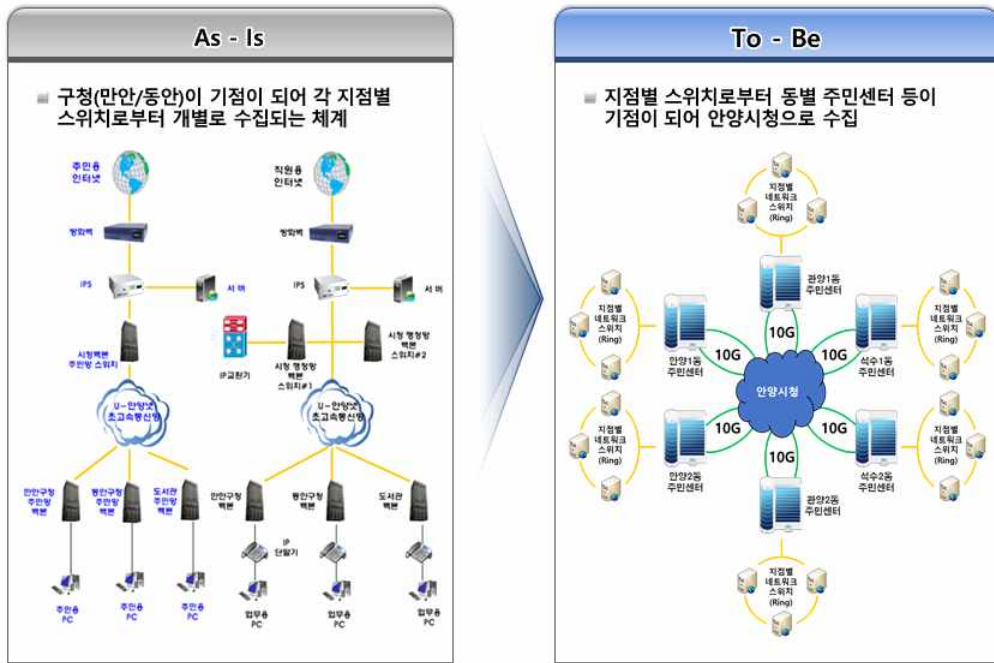 As - Is
구청(만안/동안)이 기점이 되어 각 지점별
스위치로부터 개별로 수집되는 체계
주민용
인터넷
직원용
인터넷
방화벽
방화벽
IPS
서 버
IPS
서 버
시청백본
주민망 스위치
IP교환기
시청 행정망
백본
스위치#1
시청 행정망
백본
스위치#2
U-안양넷
초고속통신망
U-안양넷
초고속통신망
만안구청
주민망
백본
동안구청
주민망
백본
도서관
주민망
백본
만안구청
백본
동안구청
백본
도서관
백본
IP
단말기
주민용
PC
주민용
PC
주민용
PC
업무용
PC
업무용
PC
업무용
PC
To - Be
지점별 스위치로부터 동별 주민센터 등이
기점이 되어 안양시청으로 수집
지점별
네트워크
스위치
(Ring)
관양1동
주민센터
지점별
네트워크
스위치
(Ring)
안양1동
주민센터
10G
10G
10G
석수1동
주민센터
지점별
네트워크
스위치
(Ring)
안양시청
지점별
네트워크
스위치
(Ring)
안양2동
주민센터
10G
10G
10G
석수2동
주민센터
지점별
네트워크
스위치
(Ring)
관양2동
주민센터
지점별
네트워크
스위치
(Ring)